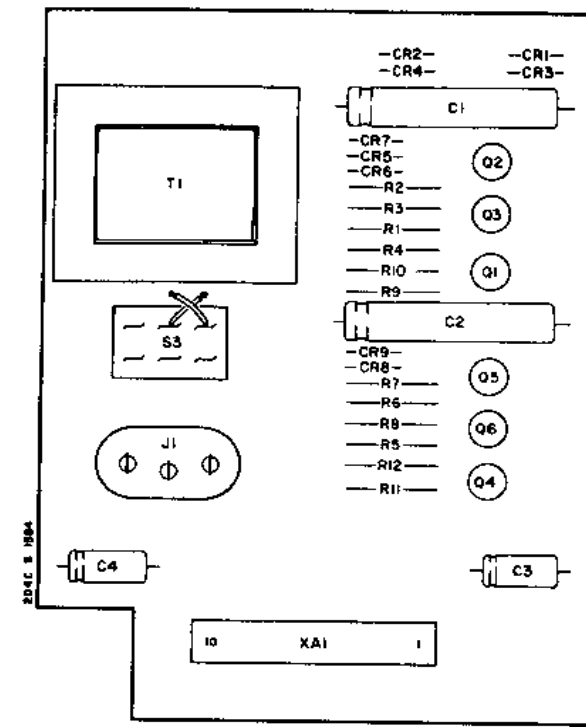 -CR2- -CR1-
-CR4- -CR3-
C1
-CR7-
-CR5-
-CR6-
Q2
T1
R2
R3
Q3
R1
R4
R10
Q1
R9
C2
S3
-CR9-
-CR8-
R7
Q5
R6
R8
Q6
J1
R5
R12
R11
Q4
C4
C3
10 XA1 1